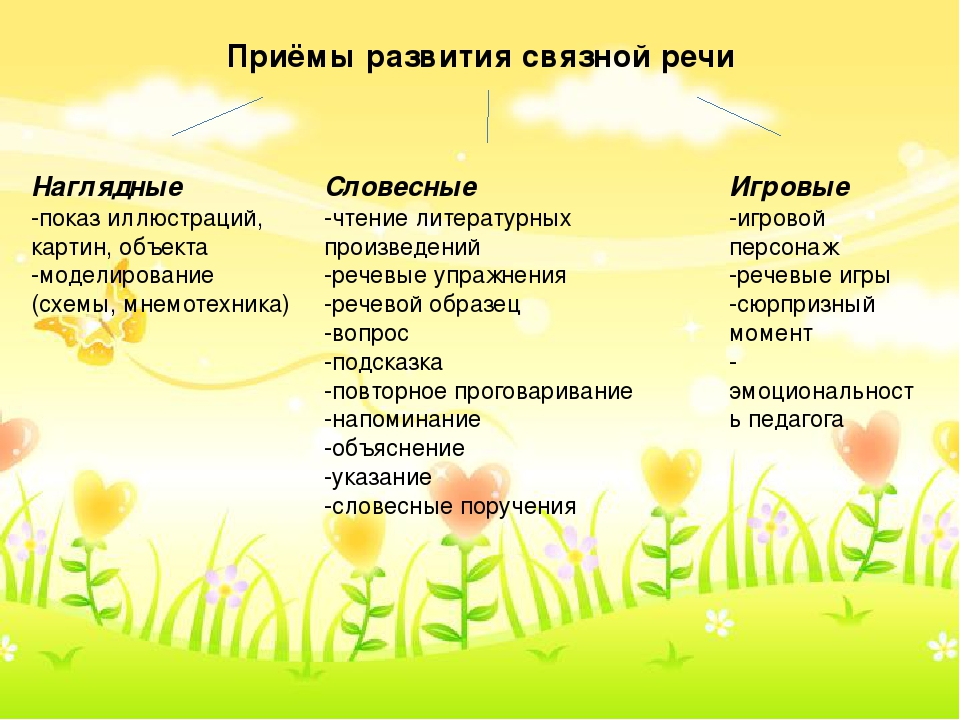 Приёмы развития связной речи
Наглядные
-показ иллюстраций,
картин, объекта
-моделирование
(схемы, мнемотехника)
Словесные
-чтение литературных
произведений
-речевые упражнения
-речевой образец
-вопрос
-подсказка
-повторное проговаривание
-напоминание
-объяснение
-указание
-словесные поручения
Игровые
-игровой
персонаж
-речевые игры
-сюрпризный
момент
-
эмоциональност
ь педагога